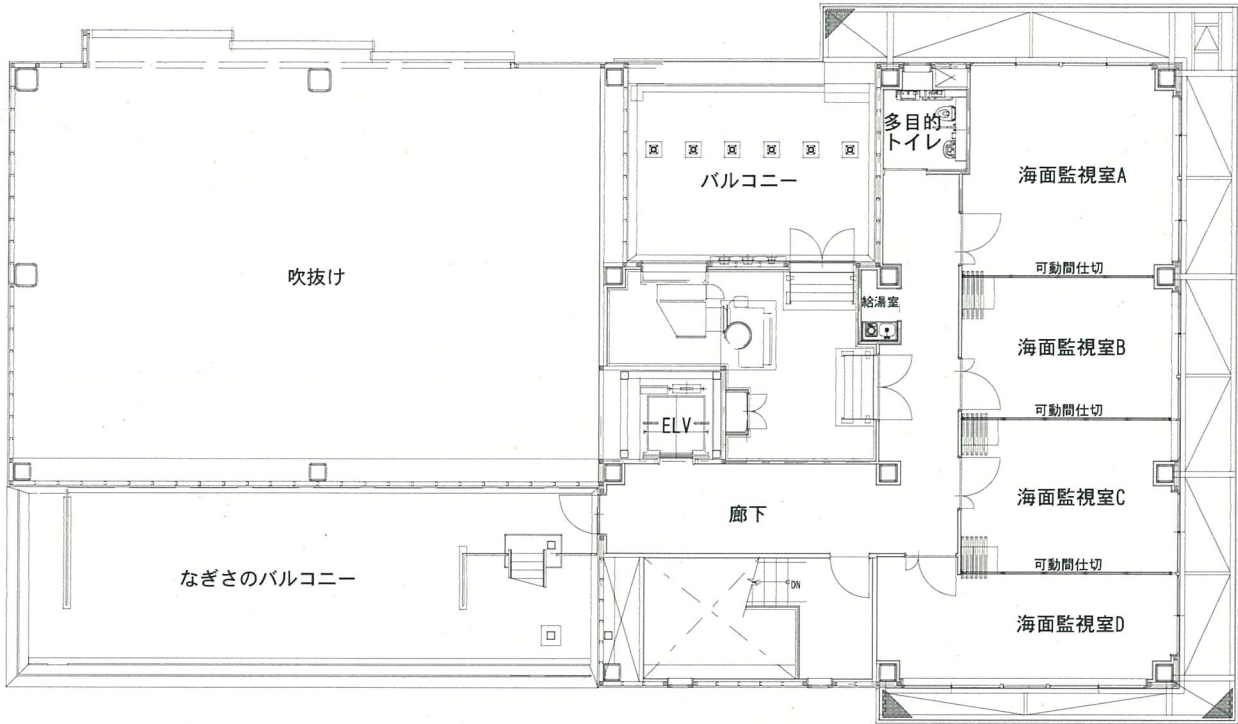 多目的
トイレ
海面監視室A
バルコニー
可動間仕切
吹抜け
給湯室
海面監視室B
可動間仕切
ELV
海面監視室C
廊下
可動間仕切
なぎさのバルコニー
DN
海面監視室D